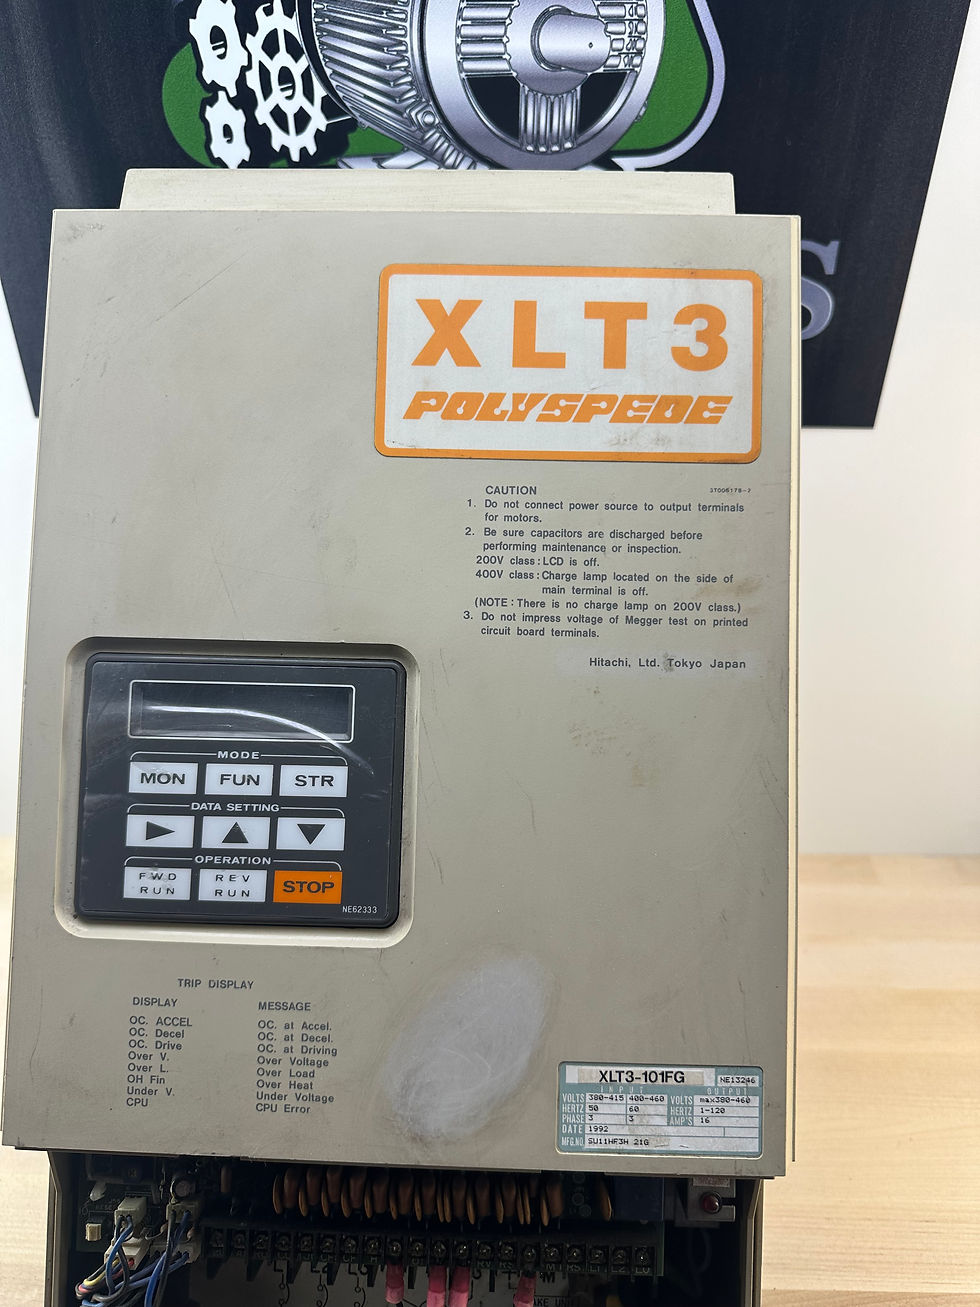 S
XLT3
POLYSPEDE
CAUTION
3T006178-2
1. Do not connect power source to output terminals
for motors.
2. Be sure capacitors are discharged before
performing maintenance or inspection.
200V class : LCD is off.
400V class : Charge lamp located on the side of
main terminal is off.
(NOTE : There is no charge lamp on 200V class.)
3. Do not impress voltage of Megger test on printed
circuit board terminals.
Hitachi, Ltd. Tokyo Japan
MODE
MON FUN STR
DATA SETTING
OPERATION
FWD RUN REV RUN STOP
NE62333
TRIP DISPLAY
DISPLAY MESSAGE
OC. ACCEL OC. at Accel.
OC. Decel OC. at Decel.
OC. Drive OC. at Driving
Over V. Over Voltage
Over L. Over Load
OH Fin Over Heat
Under V. Under Voltage
CPU CPU Error
XLT3-101FG NE13246
INPUT OUTPUT
VOLTS 380-415 400-460 VOLTS max380-460
HERTZ 50 60 HERTZ 1-120
PHASE 3 3 AMP'S 16
DATE 1992
MFG.NO. SU11HF3H 21G